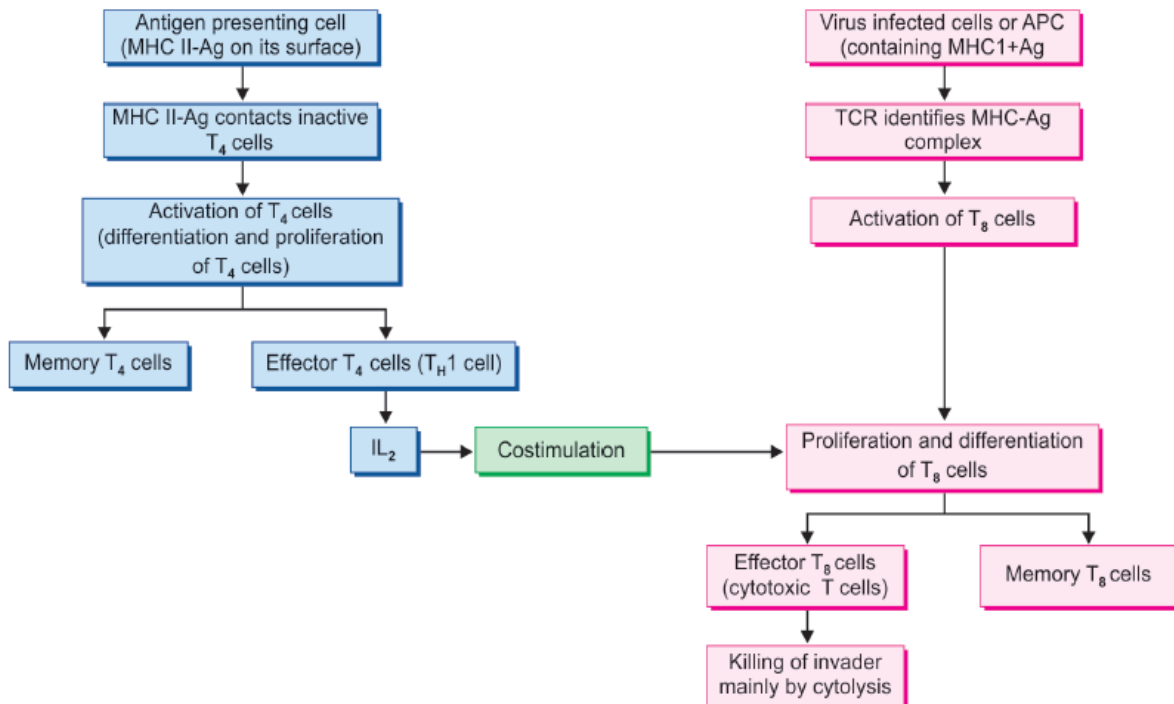 Antigen presenting cell
(MHC II-Ag on its surface)
MHC II-Ag contacts inactive
T₄ cells
Activation of T₄ cells
(differentiation and proliferation
of T₄ cells)
Memory T₄ cells
Effector T₄ cells (T_H1 cell)
IL₂
Costimulation
Virus infected cells or APC
(containing MHC1+Ag
TCR identifies MHC-Ag
complex
Activation of T₈ cells
Proliferation and differentiation
of T₈ cells
Effector T₈ cells
(cytotoxic T cells)
Memory T₈ cells
Killing of invader
mainly by cytolysis